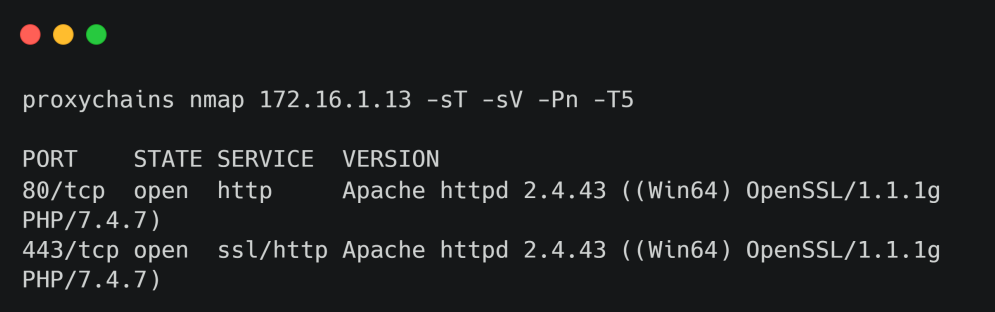 proxychains nmap 172.16.1.13 -sT -sV -Pn -T5
PORT    STATE SERVICE  VERSION
80/tcp  open  http     Apache httpd 2.4.43 ((Win64) OpenSSL/1.1.1g
PHP/7.4.7)
443/tcp open  ssl/http Apache httpd 2.4.43 ((Win64) OpenSSL/1.1.1g
PHP/7.4.7)